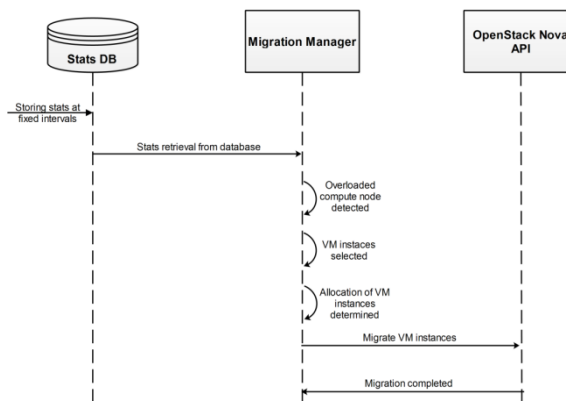 Stats DB
Migration Manager
OpenStack Nova
API
Storing stats at
fixed intervals
Stats retrieval from database
Overloaded
compute node
detected
VM instaces
selected
Allocation of VM
instances
determined
Migrate VM instances
Migration completed